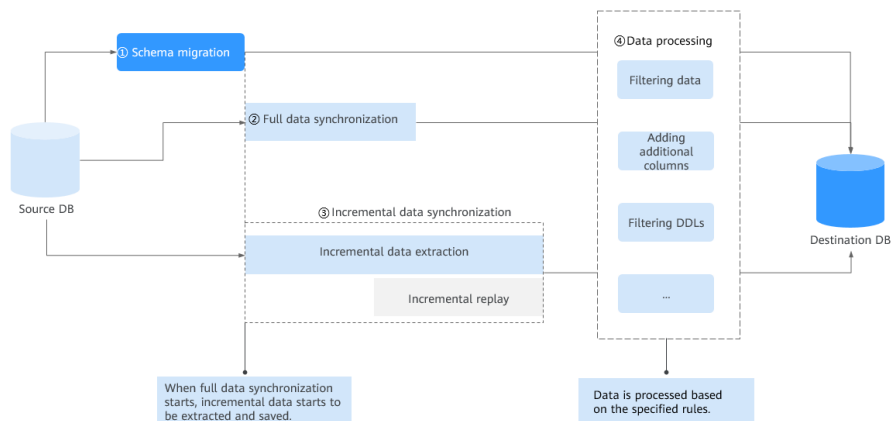 ① Schema migration
④Data processing
Filtering data
② Full data synchronization
Adding
additional
columns
Source DB
③ Incremental data synchronization
Filtering DDLs
Destination DB
Incremental data extraction
Incremental replay
...
When full data synchronization
starts, incremental data starts to
be extracted and saved.
Data is processed based
on the specified rules.